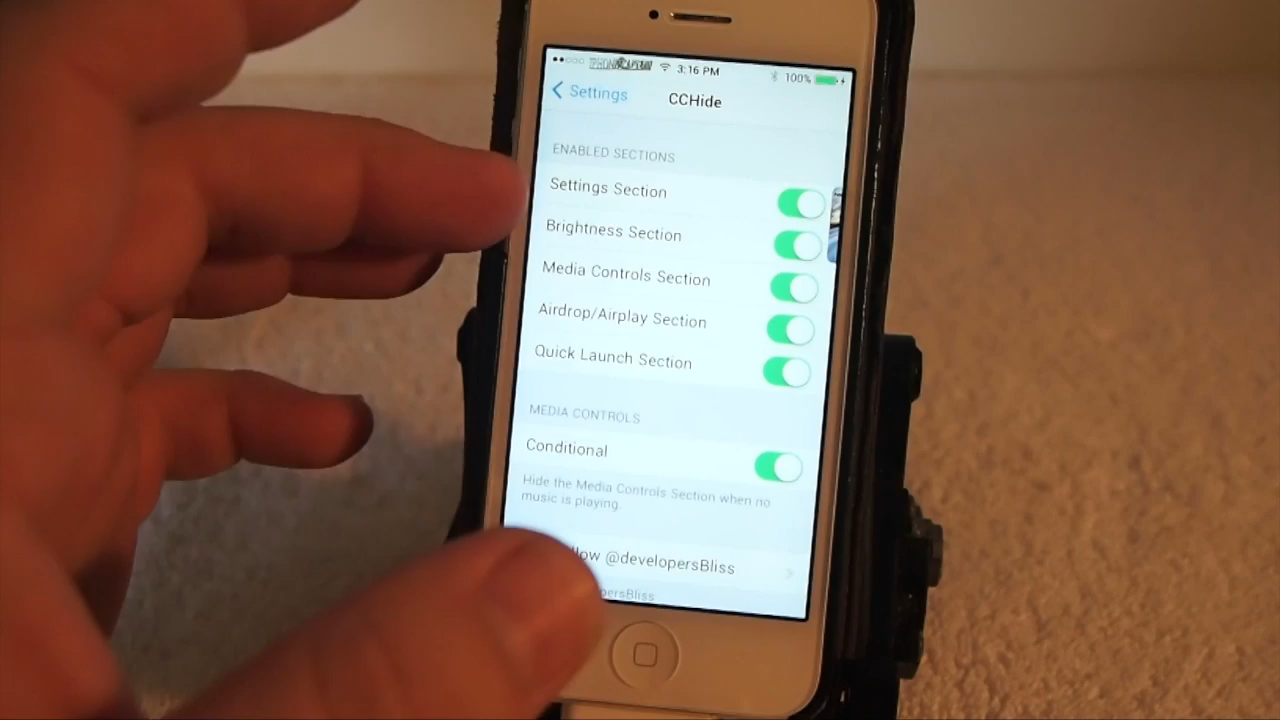 3:16 PM 100%
Settings CCHide
ENABLED SECTIONS
Settings Section
Brightness Section
Media Controls Section
Airdrop/Airplay Section
Quick Launch Section
MEDIA CONTROLS
Conditional
Hide the Media Controls Section when no
music is playing.
@developersBliss